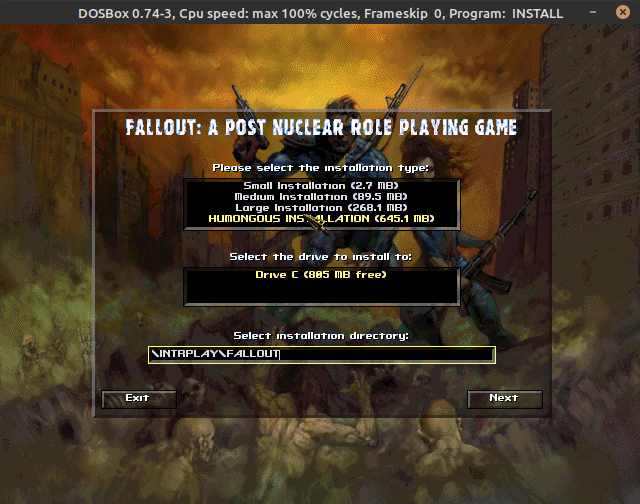 DOSBox 0.74-3, Cpu speed: max 100% cycles, Frameskip 0, Program: INSTALL
FALLOUT: A POST NUCLEAR ROLE PLAYING GAME
Please select the installation type:
Small Installation (2.7 MB)
Medium Installation (89.5 MB)
Large Installation (268.1 MB)
HUMONGOUS INSTALLATION (645.1 MB)
Select the drive to install to:
Drive C (805 MB free)
Select installation directory:
\INTRPLAY\FALLOUT
Exit
Next